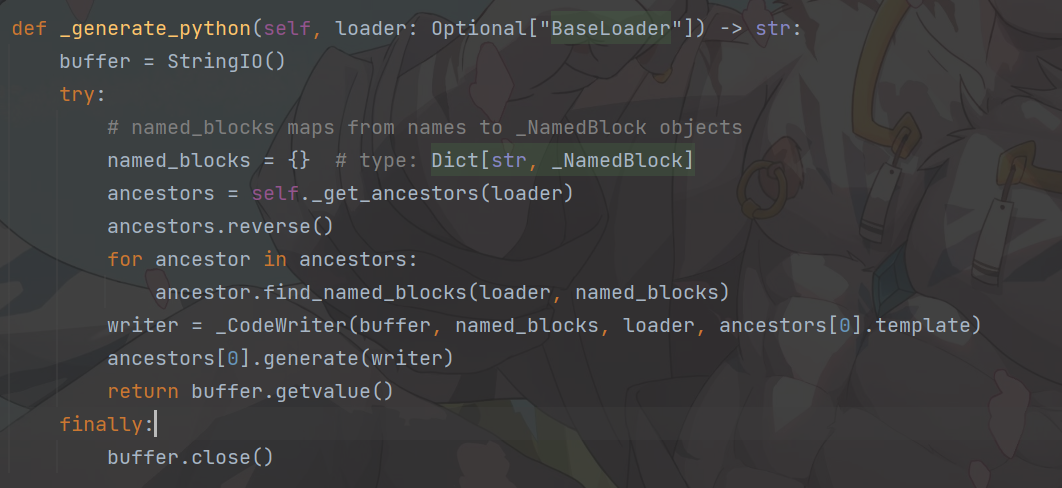 def _generate_python(self, loader: Optional["BaseLoader"]) -> str:
    buffer = StringIO()
    try:
        # named_blocks maps from names to _NamedBlock objects
        named_blocks = {}  # type: Dict[str, _NamedBlock]
        ancestors = self._get_ancestors(loader)
        ancestors.reverse()
        for ancestor in ancestors:
            ancestor.find_named_blocks(loader, named_blocks)
        writer = _CodeWriter(buffer, named_blocks, loader, ancestors[0].template)
        ancestors[0].generate(writer)
        return buffer.getvalue()
    finally:
        buffer.close()